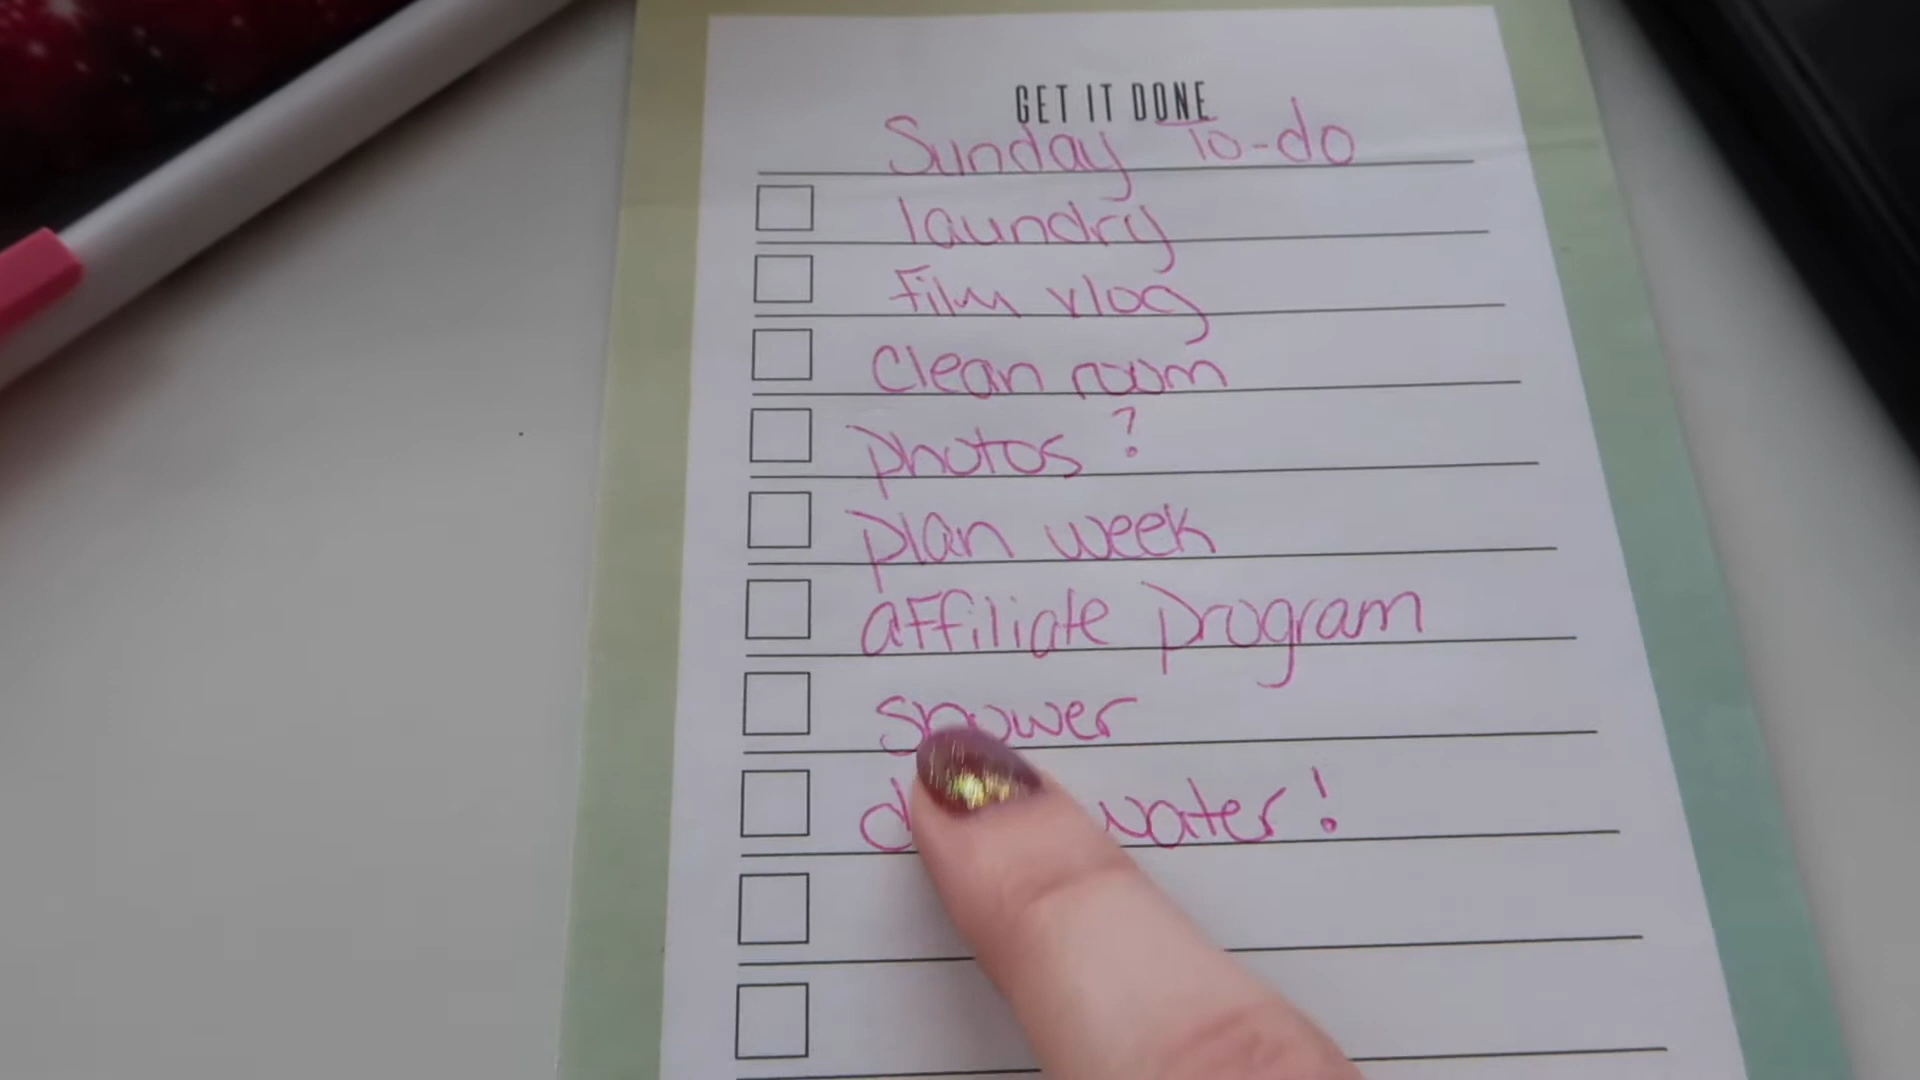 GET IT DONE
Sunday To-do
laundry
film vlog
clean room
photos?
plan week
affiliate program
shower
water!